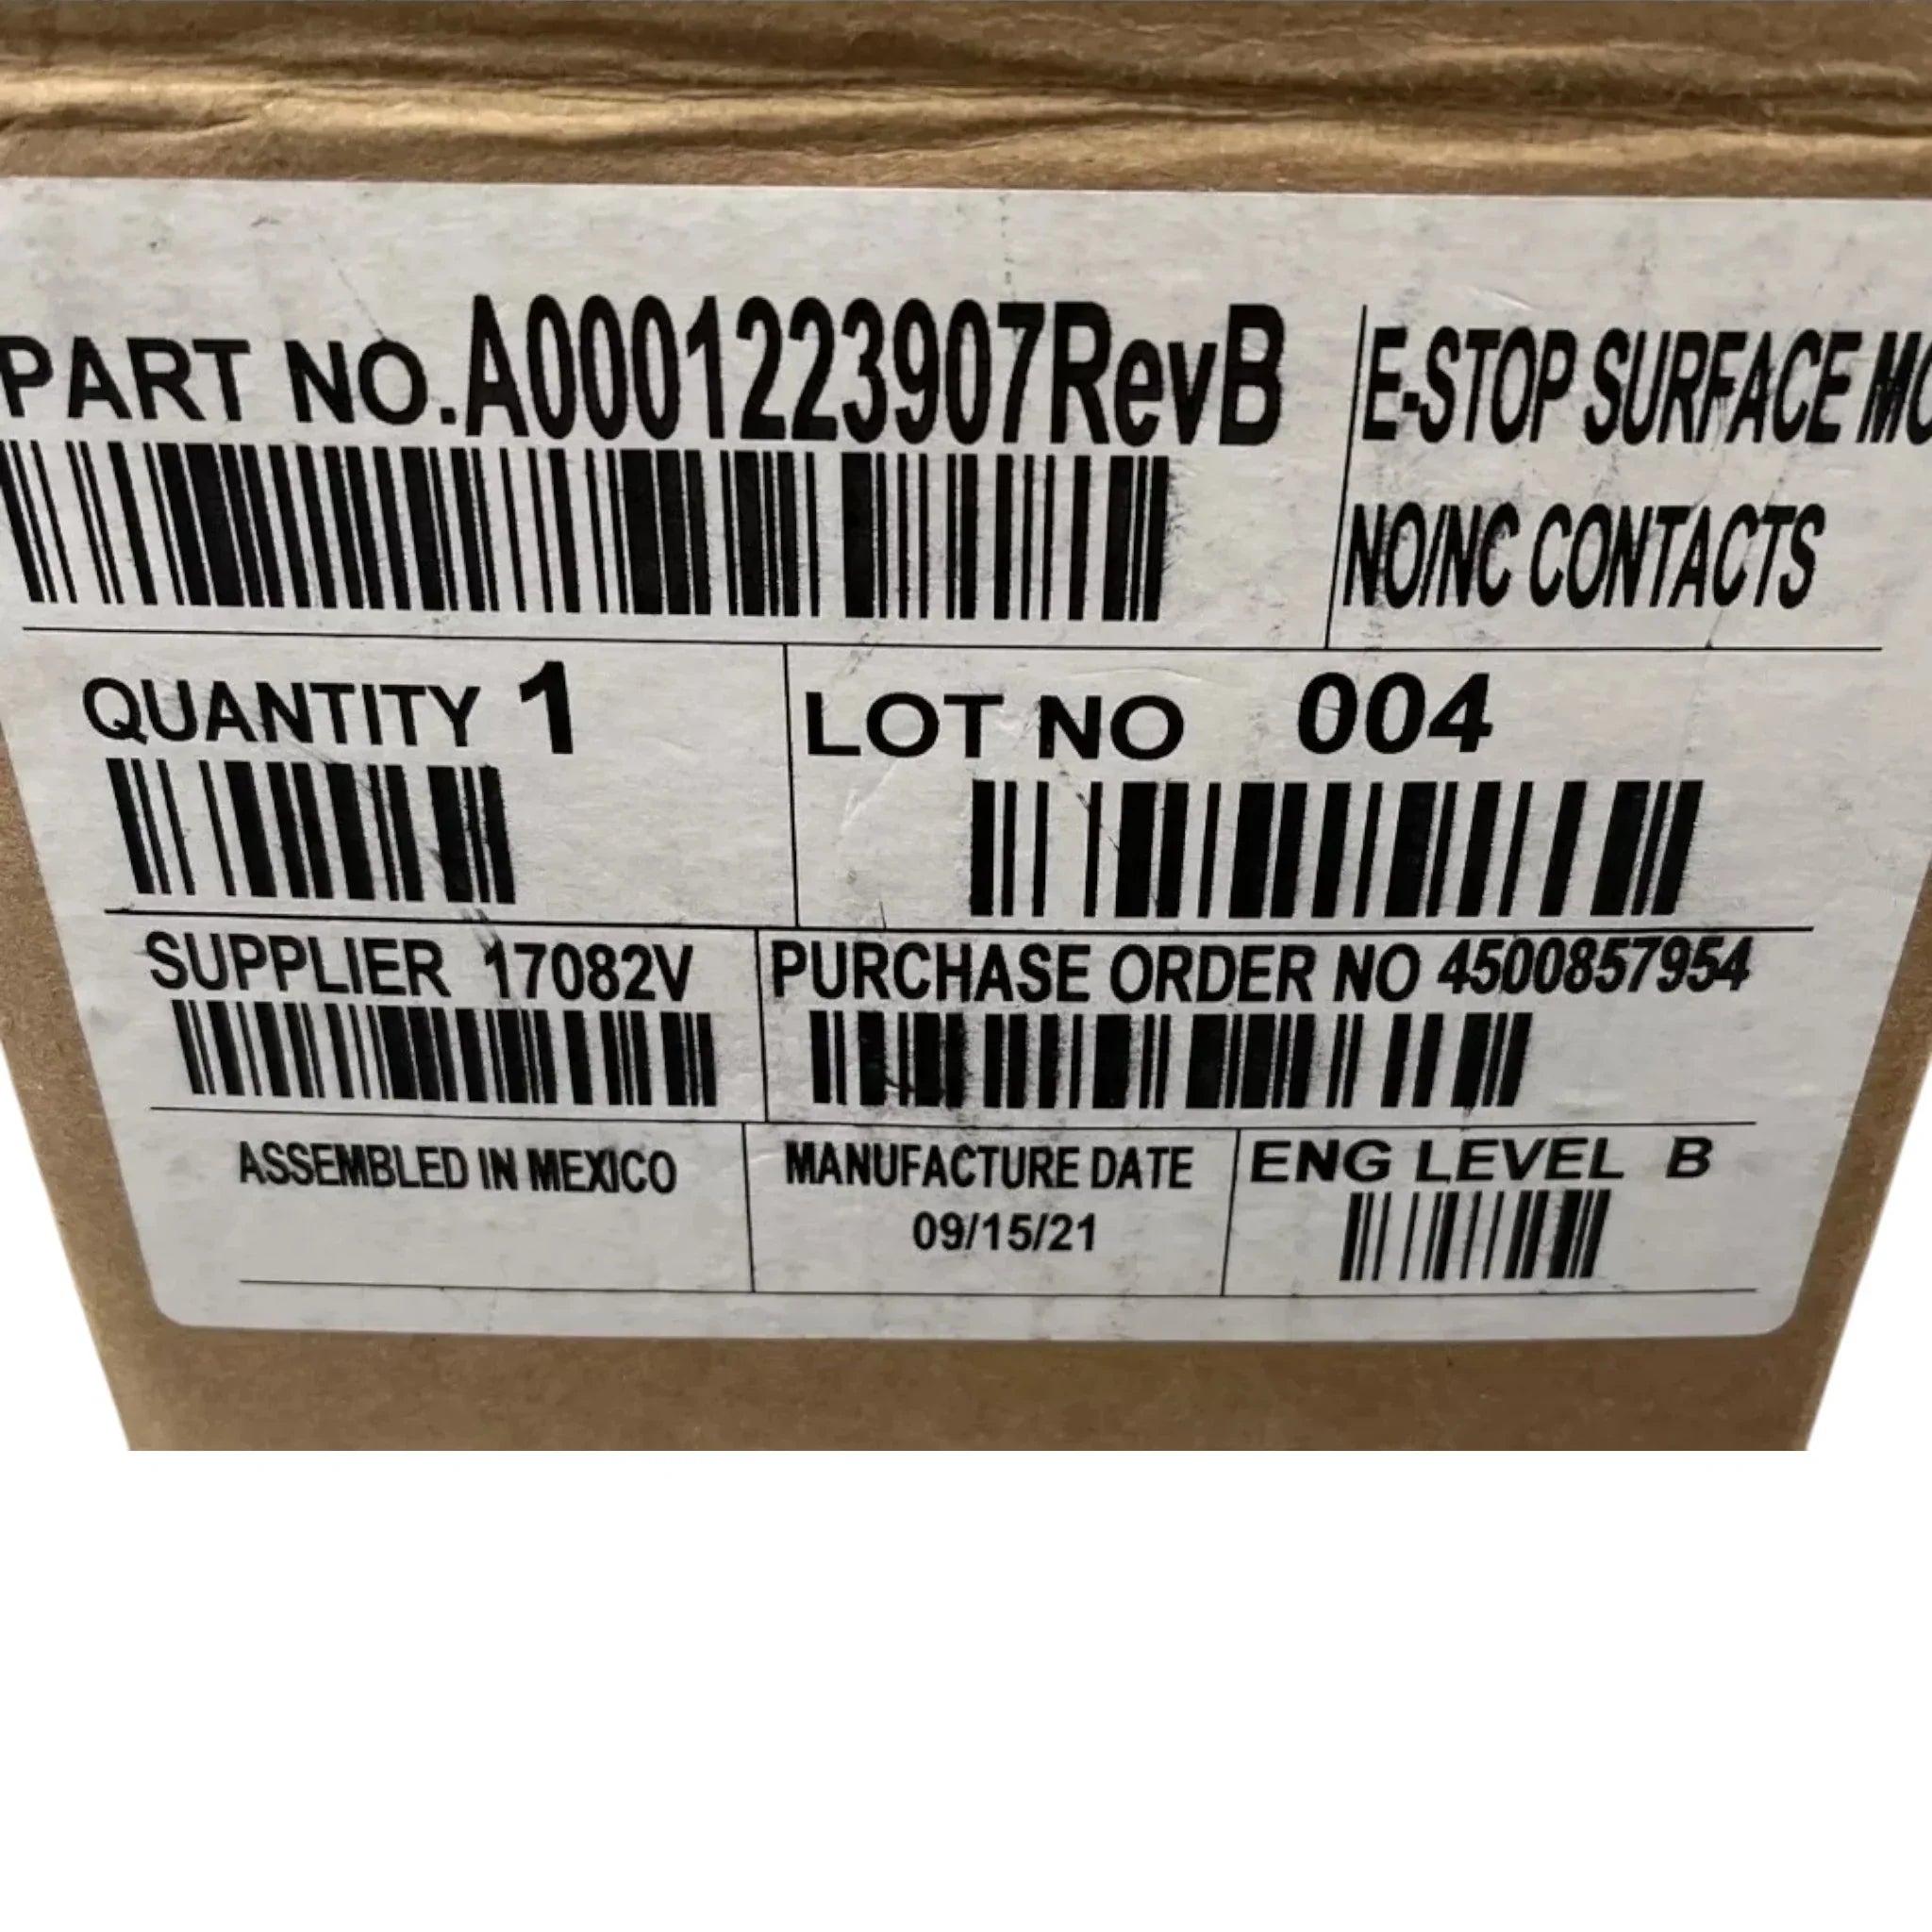 PART NO. A0001223907RevB
E-STOP SURFACE
NO/NC CONTACTS
QUANTITY 1
LOT NO 004
SUPPLIER 17082V
PURCHASE ORDER NO 4500857954
ASSEMBLED IN MEXICO
MANUFACTURE DATE
09/15/21
ENG LEVEL B